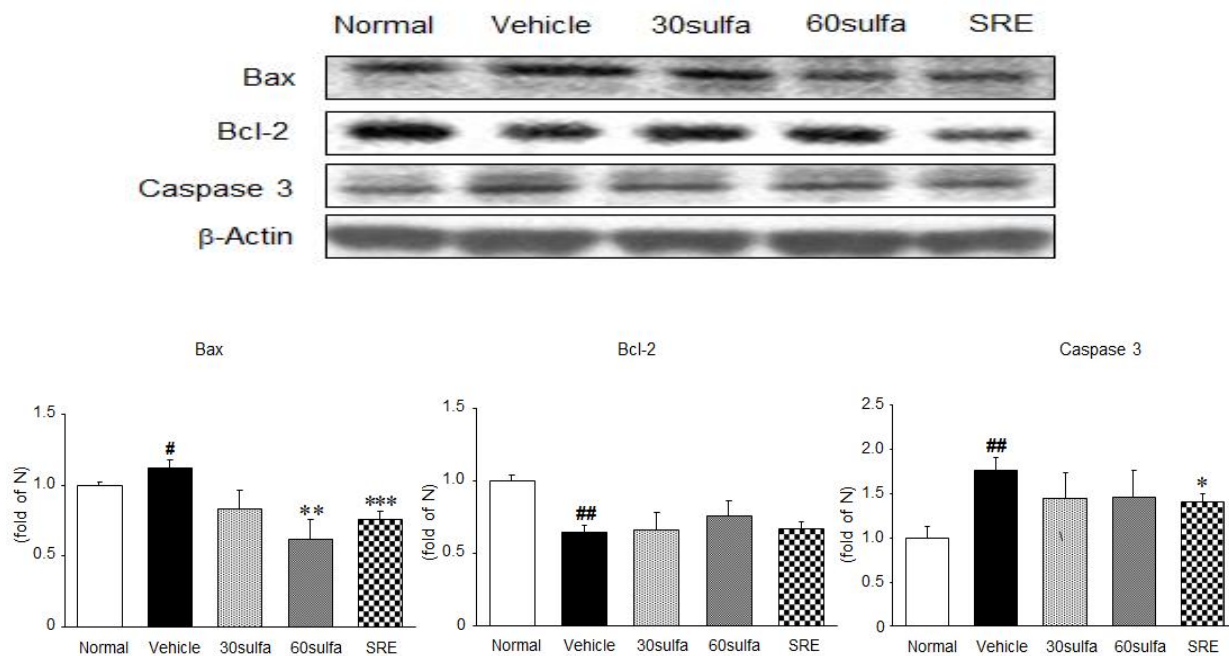 Normal Vehicle 30sulfa 60sulfa SRE
Bax
Bcl-2
Caspase 3
β-Actin
Bax
1.5
1.0
0.5
0
(fold of N)
#
**
***
Normal Vehicle 30sulfa 60sulfa SRE
Bcl-2
1.5
1.0
0.5
0
(fold of N)
##
Normal Vehicle 30sulfa 60sulfa SRE
Caspase 3
2.5
2.0
1.5
1.0
0.5
0
(fold of N)
##
*
\
Normal Vehicle 30sulfa 60sulfa SRE